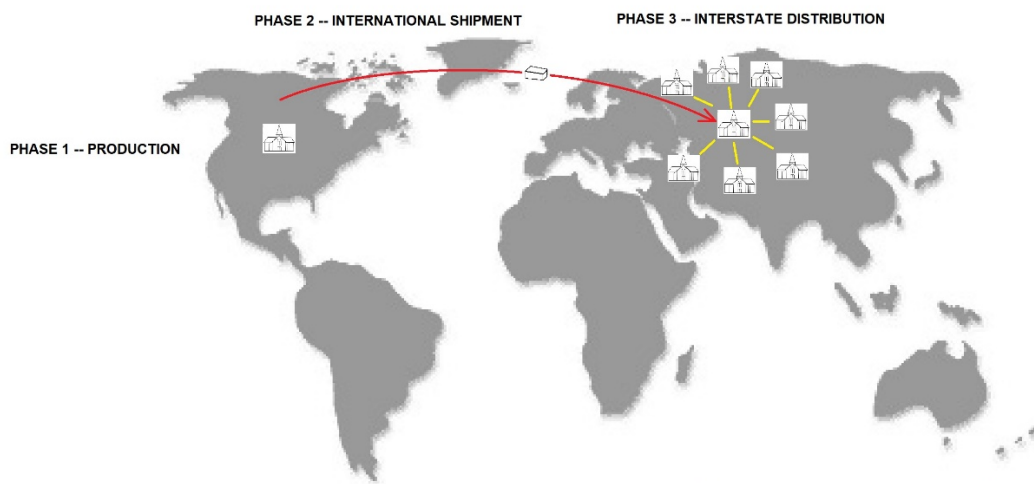 PHASE 2 -- INTERNATIONAL SHIPMENT
PHASE 3 -- INTERSTATE DISTRIBUTION
PHASE 1 -- PRODUCTION